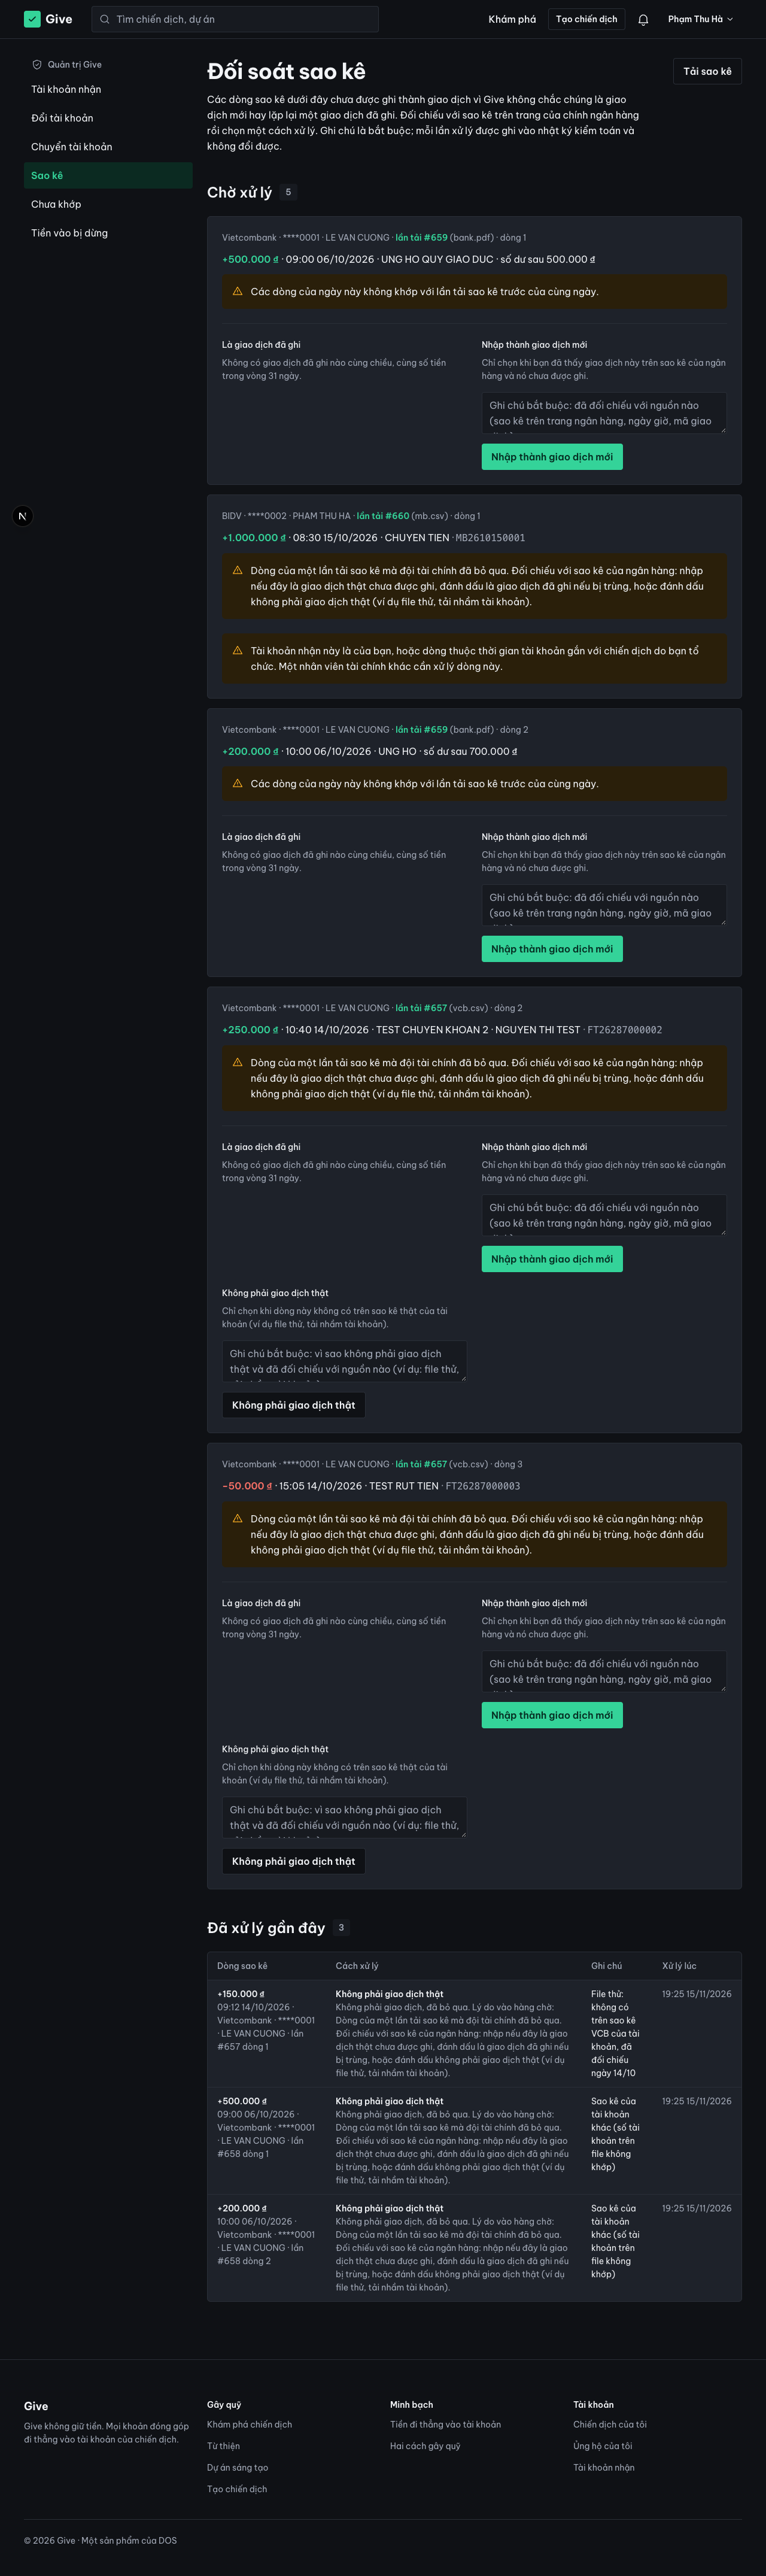 Give
Tìm chiến dịch, dự án
Khám phá
Tạo chiến dịch
Phạm Thu Hà
Quản trị Give
Tài khoản nhận
Đổi tài khoản
Chuyển tài khoản
Sao kê
Chưa khớp
Tiền vào bị dừng
Đối soát sao kê
Tải sao kê
Các dòng sao kê dưới đây chưa được ghi thành giao dịch vì Give không chắc chúng là giao
dịch mới hay lặp lại một giao dịch đã ghi. Đối chiếu với sao kê trên trang của chính ngân hàng
rồi chọn một cách xử lý. Ghi chú là bắt buộc; mỗi lần xử lý được ghi vào nhật ký kiểm toán và
không đổi được.
Chờ xử lý 5
Vietcombank · ****0001 · LE VAN CUONG · lần tải #659 (bank.pdf) · dòng 1
+500.000 ₫ · 09:00 06/10/2026 · UNG HO QUY GIAO DUC · số dư sau 500.000 ₫
Các dòng của ngày này không khớp với lần tải sao kê trước của cùng ngày.
Là giao dịch đã ghi
Không có giao dịch đã ghi nào cùng chiều, cùng số tiền
trong vòng 31 ngày.
Nhập thành giao dịch mới
Chỉ chọn khi bạn đã thấy giao dịch này trên sao kê của ngân
hàng và nó chưa được ghi.
Ghi chú bắt buộc: đã đối chiếu với nguồn nào
(sao kê trên trang ngân hàng, ngày giờ, mã giao
Nhập thành giao dịch mới
BIDV · ****0002 · PHAM THU HA · lần tải #660 (mb.csv) · dòng 1
+1.000.000 ₫ · 08:30 15/10/2026 · CHUYEN TIEN · MB2610150001
Dòng của một lần tải sao kê mà đội tài chính đã bỏ qua. Đối chiếu với sao kê của ngân hàng: nhập
nếu đây là giao dịch thật chưa được ghi, đánh dấu là giao dịch đã ghi nếu bị trùng, hoặc đánh dấu
không phải giao dịch thật (ví dụ file thử, tải nhầm tài khoản).
Tài khoản nhận này là của bạn, hoặc dòng thuộc thời gian tài khoản gắn với chiến dịch do bạn tổ
chức. Một nhân viên tài chính khác cần xử lý dòng này.
Vietcombank · ****0001 · LE VAN CUONG · lần tải #659 (bank.pdf) · dòng 2
+200.000 ₫ · 10:00 06/10/2026 · UNG HO · số dư sau 700.000 ₫
Các dòng của ngày này không khớp với lần tải sao kê trước của cùng ngày.
Là giao dịch đã ghi
Không có giao dịch đã ghi nào cùng chiều, cùng số tiền
trong vòng 31 ngày.
Nhập thành giao dịch mới
Chỉ chọn khi bạn đã thấy giao dịch này trên sao kê của ngân
hàng và nó chưa được ghi.
Ghi chú bắt buộc: đã đối chiếu với nguồn nào
(sao kê trên trang ngân hàng, ngày giờ, mã giao
Nhập thành giao dịch mới
Vietcombank · ****0001 · LE VAN CUONG · lần tải #657 (vcb.csv) · dòng 2
+250.000 ₫ · 10:40 14/10/2026 · TEST CHUYEN KHOAN 2 · NGUYEN THI TEST · FT26287000002
Dòng của một lần tải sao kê mà đội tài chính đã bỏ qua. Đối chiếu với sao kê của ngân hàng: nhập
nếu đây là giao dịch thật chưa được ghi, đánh dấu là giao dịch đã ghi nếu bị trùng, hoặc đánh dấu
không phải giao dịch thật (ví dụ file thử, tải nhầm tài khoản).
Là giao dịch đã ghi
Không có giao dịch đã ghi nào cùng chiều, cùng số tiền
trong vòng 31 ngày.
Nhập thành giao dịch mới
Chỉ chọn khi bạn đã thấy giao dịch này trên sao kê của ngân
hàng và nó chưa được ghi.
Ghi chú bắt buộc: đã đối chiếu với nguồn nào
(sao kê trên trang ngân hàng, ngày giờ, mã giao
Nhập thành giao dịch mới
Không phải giao dịch thật
Chỉ chọn khi dòng này không có trên sao kê thật của tài
khoản (ví dụ file thử, tải nhầm tài khoản).
Ghi chú bắt buộc: vì sao không phải giao dịch
thật và đã đối chiếu với nguồn nào (ví dụ: file thử,
Không phải giao dịch thật
Vietcombank · ****0001 · LE VAN CUONG · lần tải #657 (vcb.csv) · dòng 3
−50.000 ₫ · 15:05 14/10/2026 · TEST RUT TIEN · FT26287000003
Dòng của một lần tải sao kê mà đội tài chính đã bỏ qua. Đối chiếu với sao kê của ngân hàng: nhập
nếu đây là giao dịch thật chưa được ghi, đánh dấu là giao dịch đã ghi nếu bị trùng, hoặc đánh dấu
không phải giao dịch thật (ví dụ file thử, tải nhầm tài khoản).
Là giao dịch đã ghi
Không có giao dịch đã ghi nào cùng chiều, cùng số tiền
trong vòng 31 ngày.
Nhập thành giao dịch mới
Chỉ chọn khi bạn đã thấy giao dịch này trên sao kê của ngân
hàng và nó chưa được ghi.
Ghi chú bắt buộc: đã đối chiếu với nguồn nào
(sao kê trên trang ngân hàng, ngày giờ, mã giao
Nhập thành giao dịch mới
Không phải giao dịch thật
Chỉ chọn khi dòng này không có trên sao kê thật của tài
khoản (ví dụ file thử, tải nhầm tài khoản).
Ghi chú bắt buộc: vì sao không phải giao dịch
thật và đã đối chiếu với nguồn nào (ví dụ: file thử,
Không phải giao dịch thật
Đã xử lý gần đây 3
Dòng sao kê
Cách xử lý
Ghi chú
Xử lý lúc
+150.000 ₫
09:12 14/10/2026 ·
Vietcombank · ****0001
· LE VAN CUONG · lần
#657 dòng 1
Không phải giao dịch thật
Không phải giao dịch, đã bỏ qua. Lý do vào hàng chờ:
Dòng của một lần tải sao kê mà đội tài chính đã bỏ qua.
Đối chiếu với sao kê của ngân hàng: nhập nếu đây là giao
dịch thật chưa được ghi, đánh dấu là giao dịch đã ghi nếu
bị trùng, hoặc đánh dấu không phải giao dịch thật (ví dụ
file thử, tải nhầm tài khoản).
File thử:
không có
trên sao kê
VCB của tài
khoản, đã
đối chiếu
ngày 14/10
19:25 15/11/2026
+500.000 ₫
09:00 06/10/2026 ·
Vietcombank · ****0001
· LE VAN CUONG · lần
#658 dòng 1
Không phải giao dịch thật
Không phải giao dịch, đã bỏ qua. Lý do vào hàng chờ:
Dòng của một lần tải sao kê mà đội tài chính đã bỏ qua.
Đối chiếu với sao kê của ngân hàng: nhập nếu đây là giao
dịch thật chưa được ghi, đánh dấu là giao dịch đã ghi nếu
bị trùng, hoặc đánh dấu không phải giao dịch thật (ví dụ
file thử, tải nhầm tài khoản).
Sao kê của
tài khoản
khác (số tài
khoản trên
file không
khớp)
19:25 15/11/2026
+200.000 ₫
10:00 06/10/2026 ·
Vietcombank · ****0001
· LE VAN CUONG · lần
#658 dòng 2
Không phải giao dịch thật
Không phải giao dịch, đã bỏ qua. Lý do vào hàng chờ:
Dòng của một lần tải sao kê mà đội tài chính đã bỏ qua.
Đối chiếu với sao kê của ngân hàng: nhập nếu đây là giao
dịch thật chưa được ghi, đánh dấu là giao dịch đã ghi nếu
bị trùng, hoặc đánh dấu không phải giao dịch thật (ví dụ
file thử, tải nhầm tài khoản).
Sao kê của
tài khoản
khác (số tài
khoản trên
file không
khớp)
19:25 15/11/2026
Give
Give không giữ tiền. Mọi khoản đóng góp
đi thẳng vào tài khoản của chiến dịch.
Gây quỹ
Khám phá chiến dịch
Từ thiện
Dự án sáng tạo
Tạo chiến dịch
Minh bạch
Tiền đi thẳng vào tài khoản
Hai cách gây quỹ
Tài khoản
Chiến dịch của tôi
Ủng hộ của tôi
Tài khoản nhận
© 2026 Give · Một sản phẩm của DOS